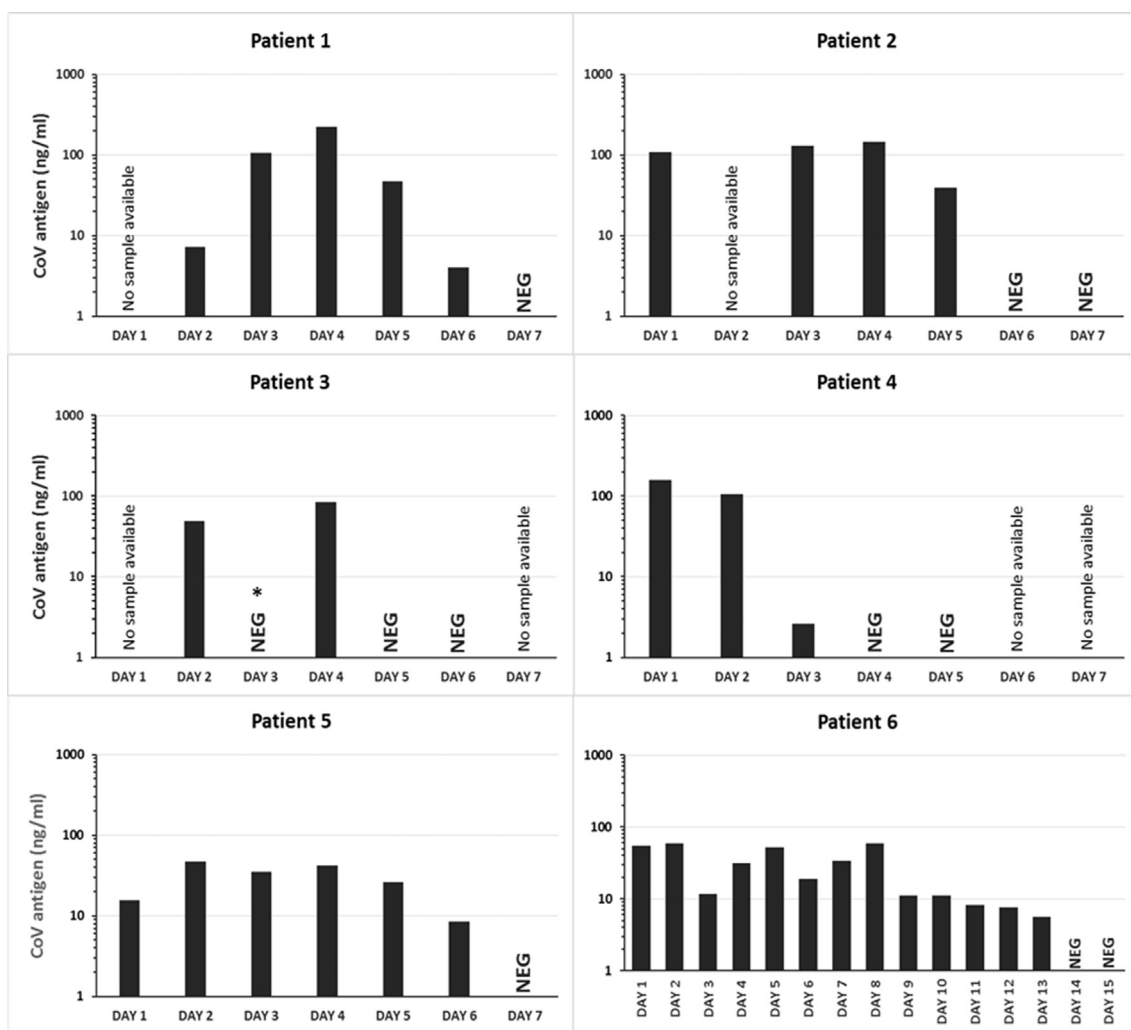 Patient 1
CoV antigen (ng/ml)
1000
100
10
1
No sample available
NEG
DAY 1 DAY 2 DAY 3 DAY 4 DAY 5 DAY 6 DAY 7
Patient 2
1000
100
10
1
No sample available
NEG
NEG
DAY 1 DAY 2 DAY 3 DAY 4 DAY 5 DAY 6 DAY 7
Patient 3
CoV antigen (ng/ml)
1000
100
10
1
No sample available
NEG *
NEG
NEG
No sample available
DAY 1 DAY 2 DAY 3 DAY 4 DAY 5 DAY 6 DAY 7
Patient 4
1000
100
10
1
NEG
NEG
No sample available
No sample available
DAY 1 DAY 2 DAY 3 DAY 4 DAY 5 DAY 6 DAY 7
Patient 5
CoV antigen (ng/ml)
1000
100
10
1
NEG
DAY 1 DAY 2 DAY 3 DAY 4 DAY 5 DAY 6 DAY 7
Patient 6
1000
100
10
1
NEG
NEG
DAY 1
DAY 2
DAY 3
DAY 4
DAY 5
DAY 6
DAY 7
DAY 8
DAY 9
DAY 10
DAY 11
DAY 12
DAY 13
DAY 14
DAY 15